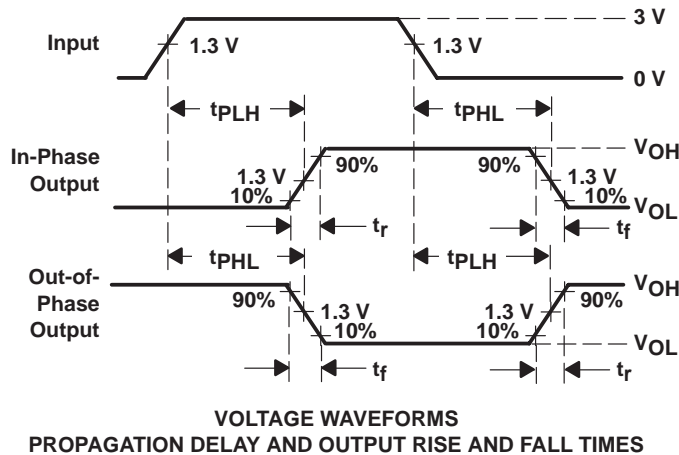 3 V
Input
1.3 V
1.3 V
0 V
tPLH
tPHL
In-Phase
Output
VOH
90%
90%
1.3 V
1.3 V
10%
10%
VOL
tr
tf
tPHL
tPLH
Out-of-
Phase
Output
VOH
90%
90%
1.3 V
1.3 V
10%
10%
VOL
tf
tr
VOLTAGE WAVEFORMS
PROPAGATION DELAY AND OUTPUT RISE AND FALL TIMES